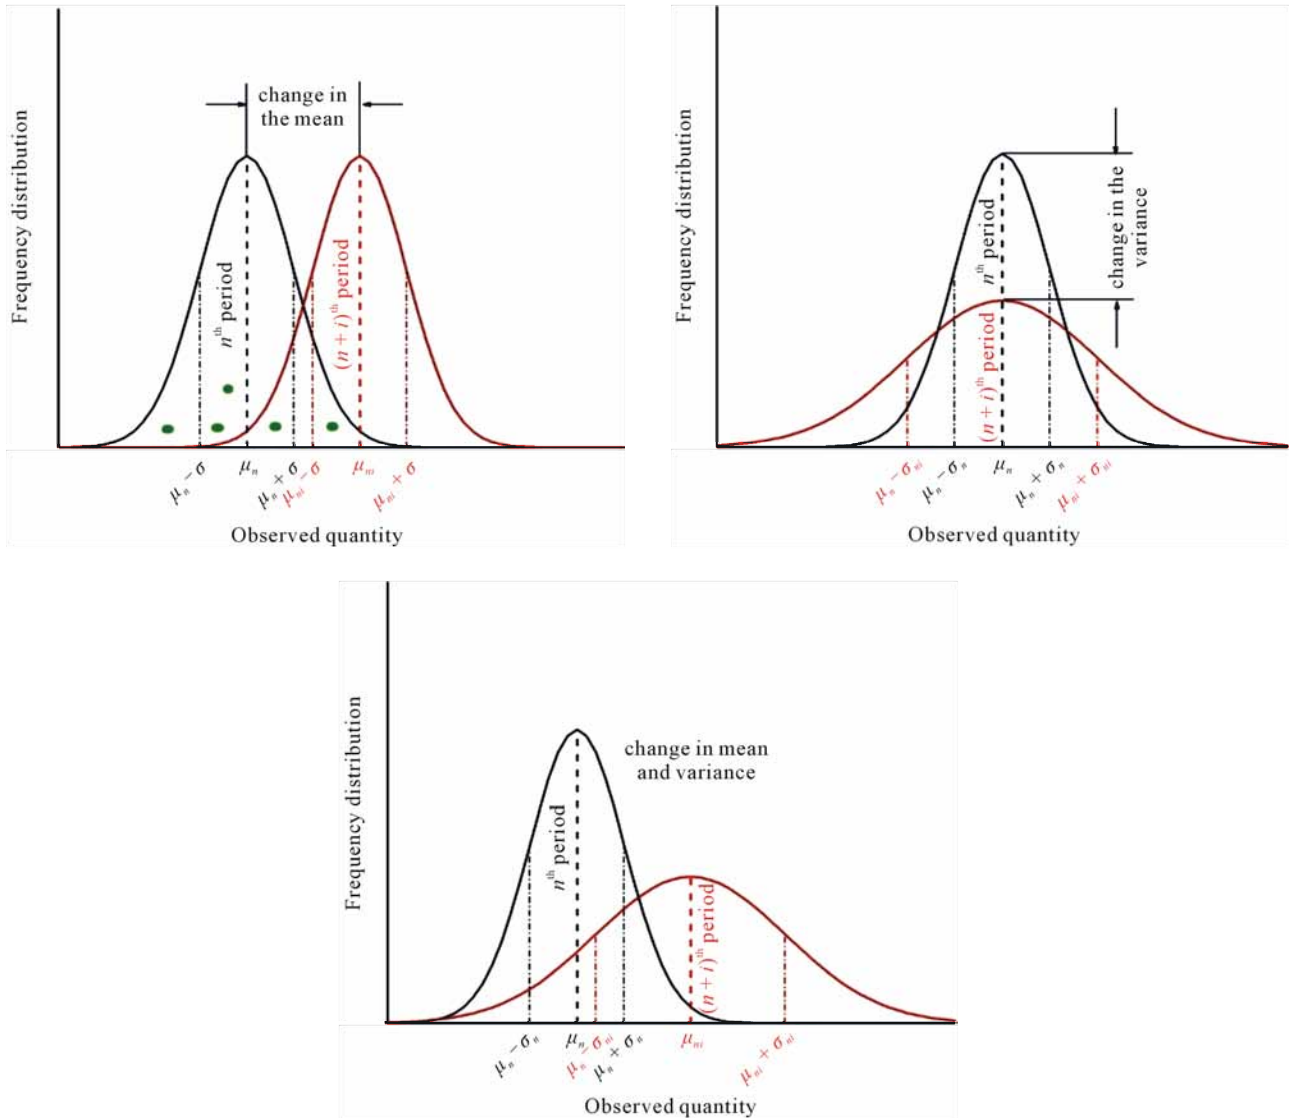 Frequency distribution
change in
the mean
nᵗʰ period
(n + i)ᵗʰ period
μₙ − σ
μₙ
μₙ + σ
μₙᵢ − σ
μₙᵢ
μₙᵢ + σ
Observed quantity
Frequency distribution
change in the
variance
nᵗʰ period
(n + i)ᵗʰ period
μₙ − σₙᵢ
μₙ − σₙ
μₙ
μₙ + σₙ
μₙᵢ + σₙᵢ
Observed quantity
Frequency distribution
change in mean
and variance
nᵗʰ period
(n + i)ᵗʰ period
μₙ − σₙ
μₙ
μₙ − σₙᵢ
μₙ + σₙ
μₙᵢ
μₙᵢ + σₙᵢ
Observed quantity